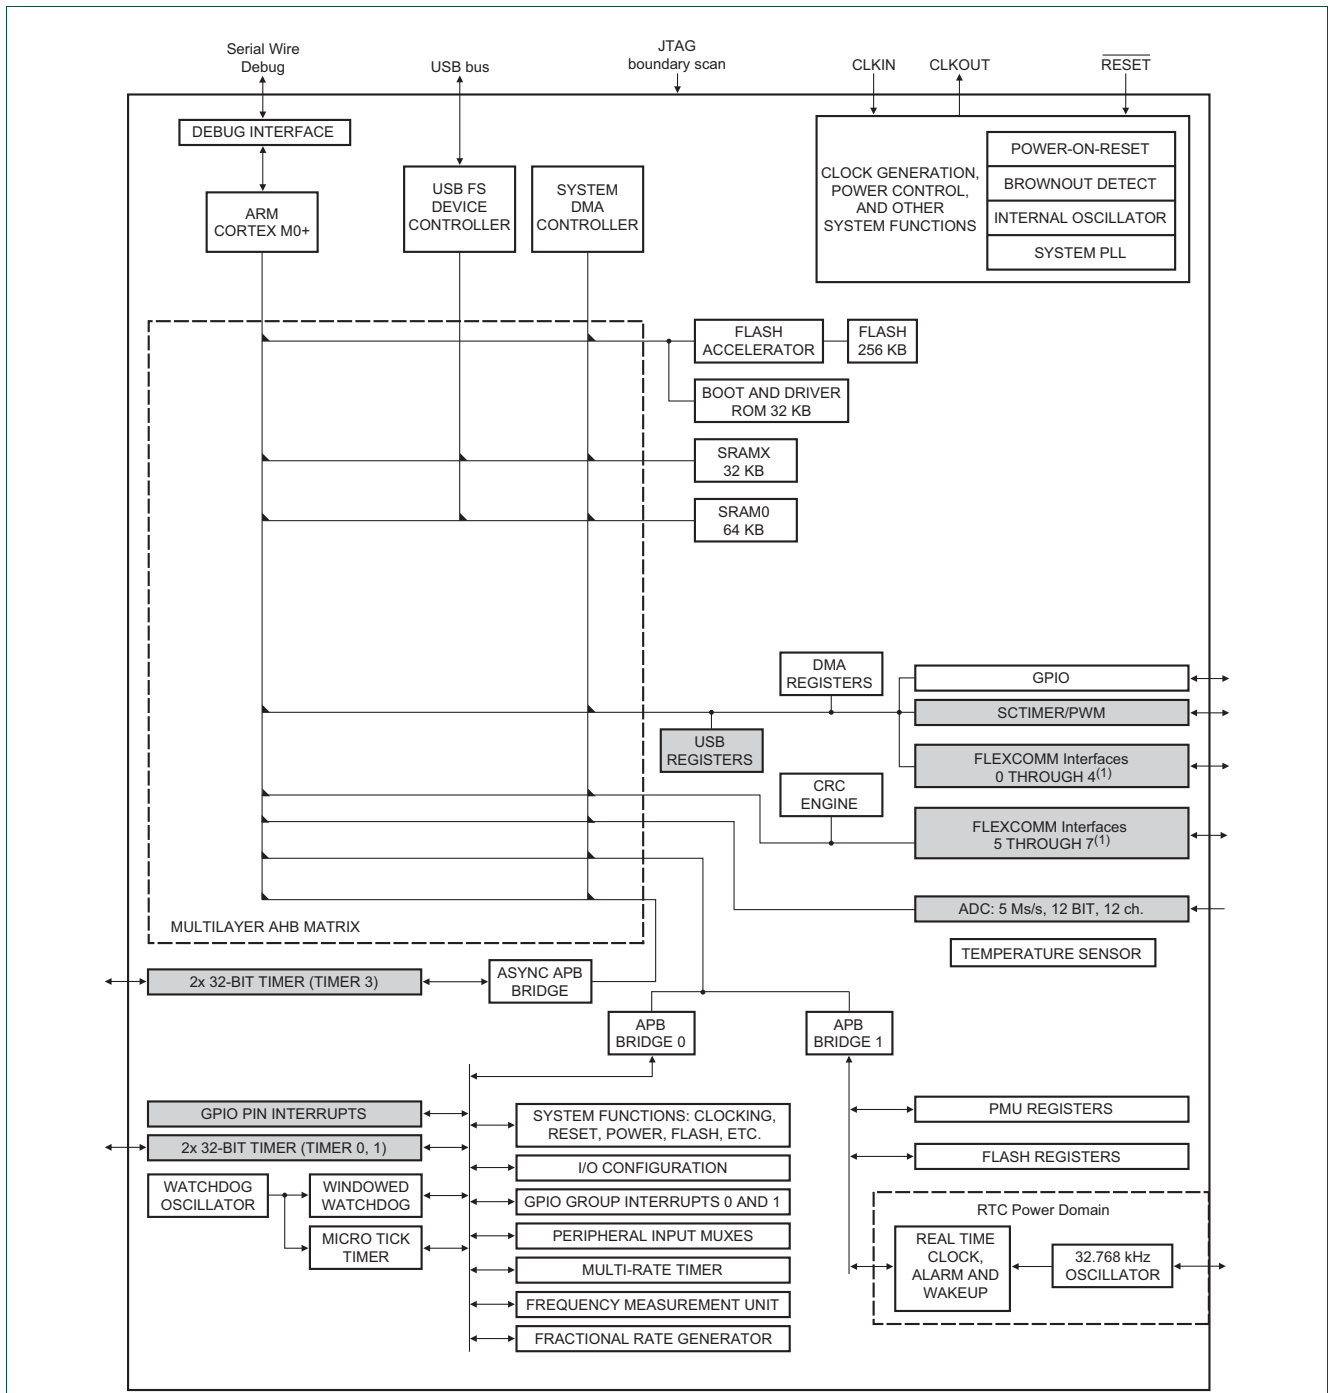 Serial Wire
Debug
USB bus
JTAG
boundary scan
CLKIN
CLKOUT
RESET
DEBUG INTERFACE
ARM
CORTEX M0+
USB FS
DEVICE
CONTROLLER
SYSTEM
DMA
CONTROLLER
CLOCK GENERATION,
POWER CONTROL,
AND OTHER
SYSTEM FUNCTIONS
POWER-ON-RESET
BROWNOUT DETECT
INTERNAL OSCILLATOR
SYSTEM PLL
FLASH
ACCELERATOR
FLASH
256 KB
BOOT AND DRIVER
ROM 32 KB
SRAMX
32 KB
SRAM0
64 KB
DMA
REGISTERS
GPIO
SCTIMER/PWM
USB
REGISTERS
FLEXCOMM Interfaces
0 THROUGH 4(1)
CRC
ENGINE
FLEXCOMM Interfaces
5 THROUGH 7(1)
ADC: 5 Ms/s, 12 BIT, 12 ch.
MULTILAYER AHB MATRIX
TEMPERATURE SENSOR
2x 32-BIT TIMER (TIMER 3)
ASYNC APB
BRIDGE
APB
BRIDGE 0
APB
BRIDGE 1
GPIO PIN INTERRUPTS
2x 32-BIT TIMER (TIMER 0, 1)
WATCHDOG
OSCILLATOR
WINDOWED
WATCHDOG
MICRO TICK
TIMER
SYSTEM FUNCTIONS: CLOCKING,
RESET, POWER, FLASH, ETC.
I/O CONFIGURATION
GPIO GROUP INTERRUPTS 0 AND 1
PERIPHERAL INPUT MUXES
MULTI-RATE TIMER
FREQUENCY MEASUREMENT UNIT
FRACTIONAL RATE GENERATOR
PMU REGISTERS
FLASH REGISTERS
RTC Power Domain
REAL TIME
CLOCK,
ALARM AND
WAKEUP
32.768 kHz
OSCILLATOR